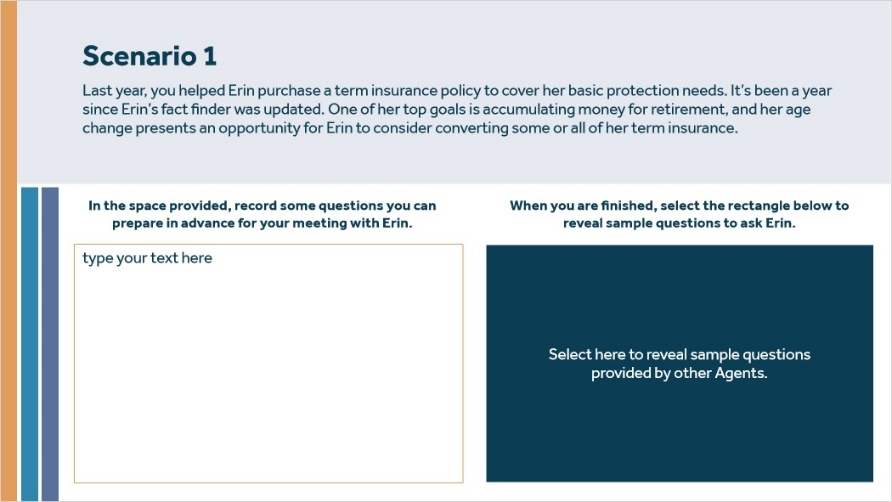 Scenario 1
Last year, you helped Erin purchase a term insurance policy to cover her basic protection needs. It’s been a year
since Erin’s fact finder was updated. One of her top goals is accumulating money for retirement, and her age
change presents an opportunity for Erin to consider converting some or all of her term insurance.
In the space provided, record some questions you can
prepare in advance for your meeting with Erin.
type your text here
When you are finished, select the rectangle below to
reveal sample questions to ask Erin.
Select here to reveal sample questions
provided by other Agents.